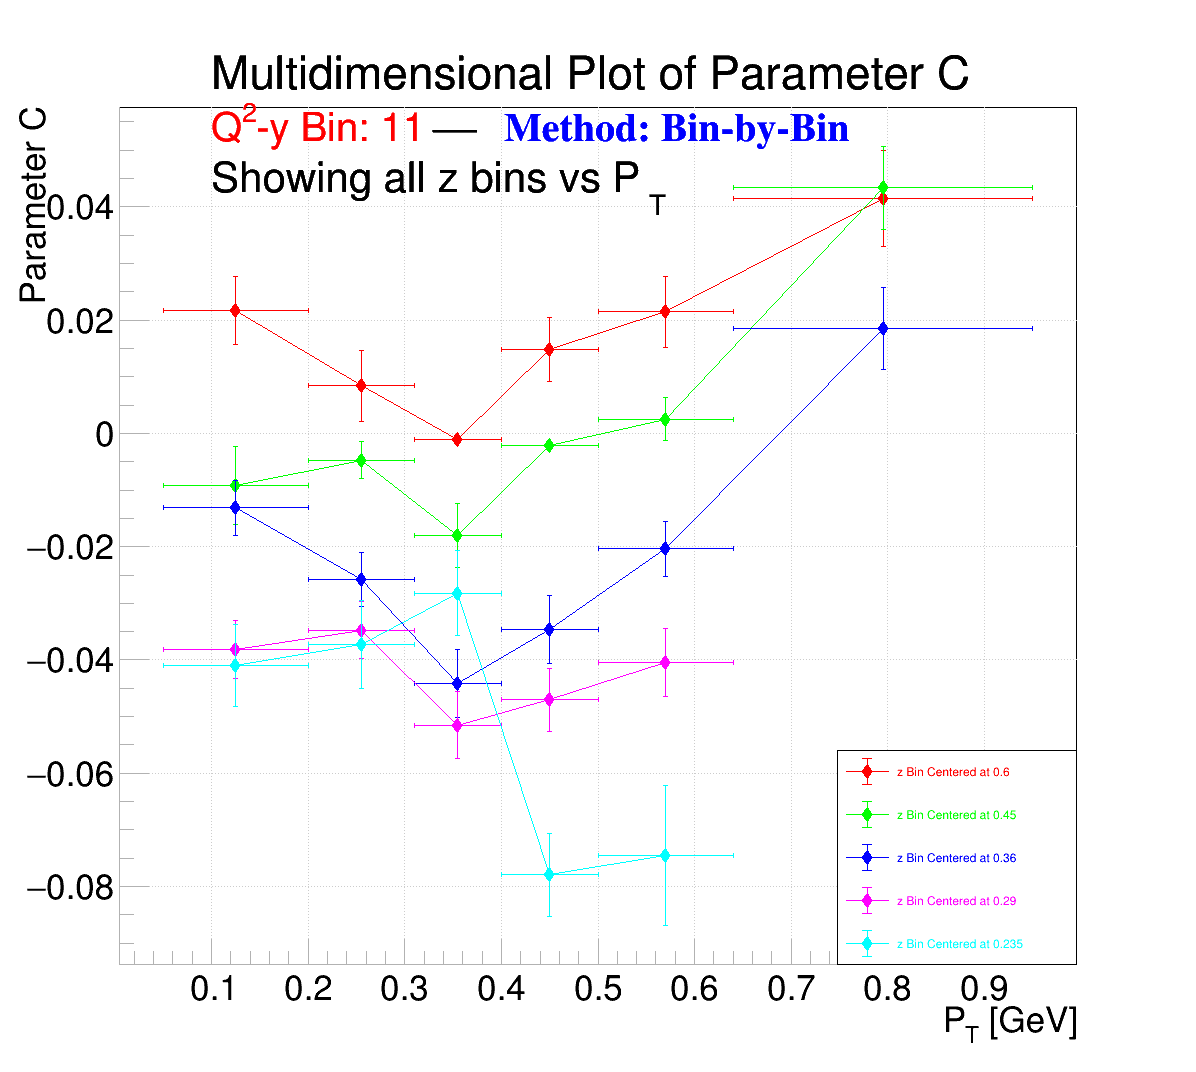 Multidimensional Plot of Parameter C
Q²-y Bin: 11 — Method: Bin-by-Bin
Showing all z bins vs P_T
Parameter C
0.04
0.02
0
−0.02
−0.04
−0.06
−0.08
z Bin Centered at 0.6
z Bin Centered at 0.45
z Bin Centered at 0.36
z Bin Centered at 0.29
z Bin Centered at 0.235
0.1 0.2 0.3 0.4 0.5 0.6 0.7 0.8 0.9
P_T [GeV]